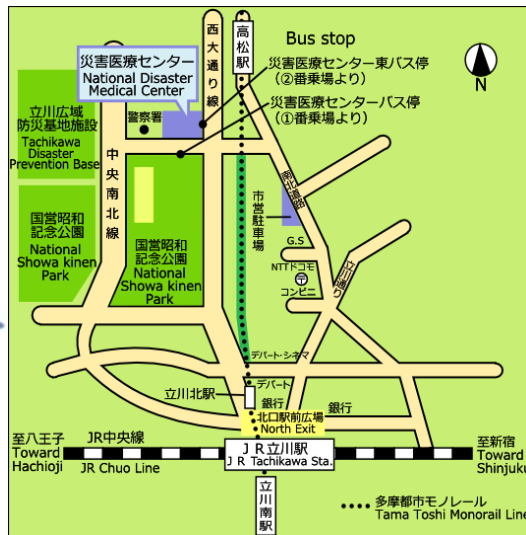 西大通り線
高松駅
Bus stop
N
災害医療センター
National Disaster
Medical Center
災害医療センター東バス停
(②番乗場より)
災害医療センターバス停
(①番乗場より)
立川広域
防災基地施設
Tachikawa
Disaster
Prevention Base
警察署
中央南北線
南北道路
市営駐車場
国営昭和
記念公園
National
Showa kinen
Park
国営昭和
記念公園
National
Showa kinen
Park
G.S
NTTドコモ
コンビニ
立川通り
デパート・シネマ
デパート
立川北駅
銀行
銀行
北口駅前広場
North Exit
至八王子
Toward
Hachioji
JR中央線
JR Chuo Line
JR立川駅
JR Tachikawa Sta.
至新宿
Toward
Shinjuku
立川南駅
多摩都市モノレール
Tama Toshi Monorail Line